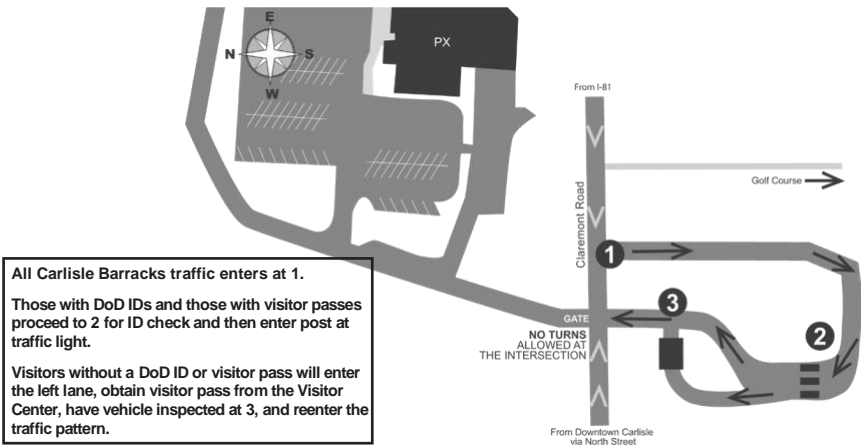 E
N
S
W
PX
From I-81
Golf Course
Claremont Road
1
3
GATE
NO TURNS
ALLOWED AT
THE INTERSECTION
2
From Downtown Carlisle
via North Street
All Carlisle Barracks traffic enters at 1.
Those with DoD IDs and those with visitor passes
proceed to 2 for ID check and then enter post at
traffic light.
Visitors without a DoD ID or visitor pass will enter
the left lane, obtain visitor pass from the Visitor
Center, have vehicle inspected at 3, and reenter the
traffic pattern.